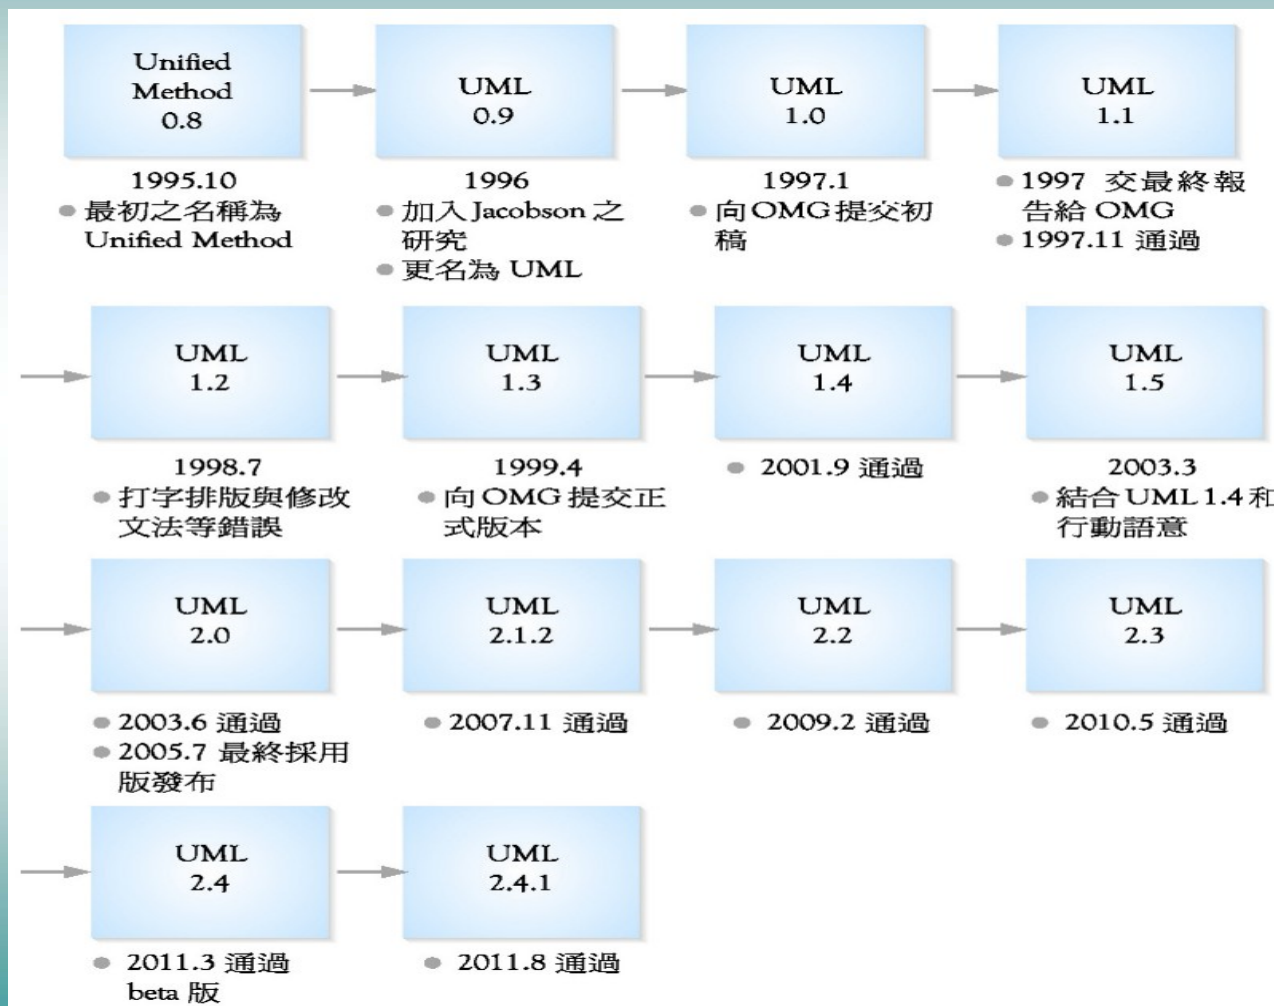 Unified
Method
0.8
1995.10
最初之名稱為
Unified Method
UML
0.9
1996
加入 Jacobson 之
研究
更名為 UML
UML
1.0
1997.1
向 OMG 提交初
稿
UML
1.1
1997 交最終報
告給 OMG
1997.11 通過
UML
1.2
1998.7
打字排版與修改
文法等錯誤
UML
1.3
1999.4
向 OMG 提交正
式版本
UML
1.4
2001.9 通過
UML
1.5
2003.3
結合 UML 1.4 和
行動語意
UML
2.0
2003.6 通過
2005.7 最終採用
版發布
UML
2.1.2
2007.11 通過
UML
2.2
2009.2 通過
UML
2.3
2010.5 通過
UML
2.4
2011.3 通過
beta 版
UML
2.4.1
2011.8 通過